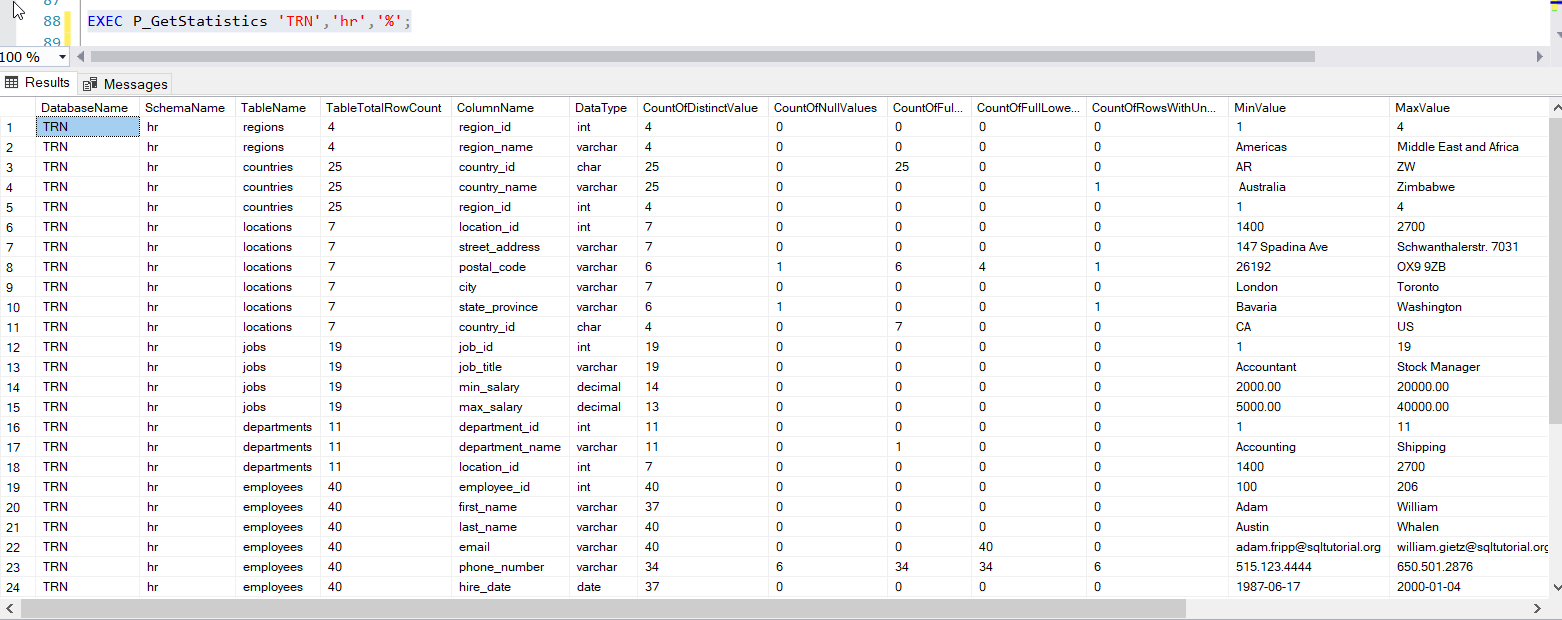 87
88 EXEC P_GetStatistics 'TRN','hr','%';
89
100 %
Results Messages
DatabaseName SchemaName TableName TableTotalRowCount ColumnName DataType CountOfDistinctValue CountOfNullValues CountOfFul... CountOfFullLowe... CountOfRowsWithUn... MinValue MaxValue
1 TRN hr regions 4 region_id int 4 0 0 0 0 1 4
2 TRN hr regions 4 region_name varchar 4 0 0 0 0 Americas Middle East and Africa
3 TRN hr countries 25 country_id char 25 0 25 0 0 AR ZW
4 TRN hr countries 25 country_name varchar 25 0 0 0 1 Australia Zimbabwe
5 TRN hr countries 25 region_id int 4 0 0 0 0 1 4
6 TRN hr locations 7 location_id int 7 0 0 0 0 1400 2700
7 TRN hr locations 7 street_address varchar 7 0 0 0 0 147 Spadina Ave Schwanthalerstr. 7031
8 TRN hr locations 7 postal_code varchar 6 1 6 4 1 26192 OX9 9ZB
9 TRN hr locations 7 city varchar 7 0 0 0 0 London Toronto
10 TRN hr locations 7 state_province varchar 6 1 0 0 1 Bavaria Washington
11 TRN hr locations 7 country_id char 4 0 7 0 0 CA US
12 TRN hr jobs 19 job_id int 19 0 0 0 0 1 19
13 TRN hr jobs 19 job_title varchar 19 0 0 0 0 Accountant Stock Manager
14 TRN hr jobs 19 min_salary decimal 14 0 0 0 0 2000.00 20000.00
15 TRN hr jobs 19 max_salary decimal 13 0 0 0 0 5000.00 40000.00
16 TRN hr departments 11 department_id int 11 0 0 0 0 1 11
17 TRN hr departments 11 department_name varchar 11 0 1 0 0 Accounting Shipping
18 TRN hr departments 11 location_id int 7 0 0 0 0 1400 2700
19 TRN hr employees 40 employee_id int 40 0 0 0 0 100 206
20 TRN hr employees 40 first_name varchar 37 0 0 0 0 Adam William
21 TRN hr employees 40 last_name varchar 40 0 0 0 0 Austin Whalen
22 TRN hr employees 40 email varchar 40 0 0 40 0 adam.fripp@sqltutorial.org william.gietz@sqltutorial.org
23 TRN hr employees 40 phone_number varchar 34 6 34 34 6 515.123.4444 650.501.2876
24 TRN hr employees 40 hire_date date 37 0 0 0 0 1987-06-17 2000-01-04